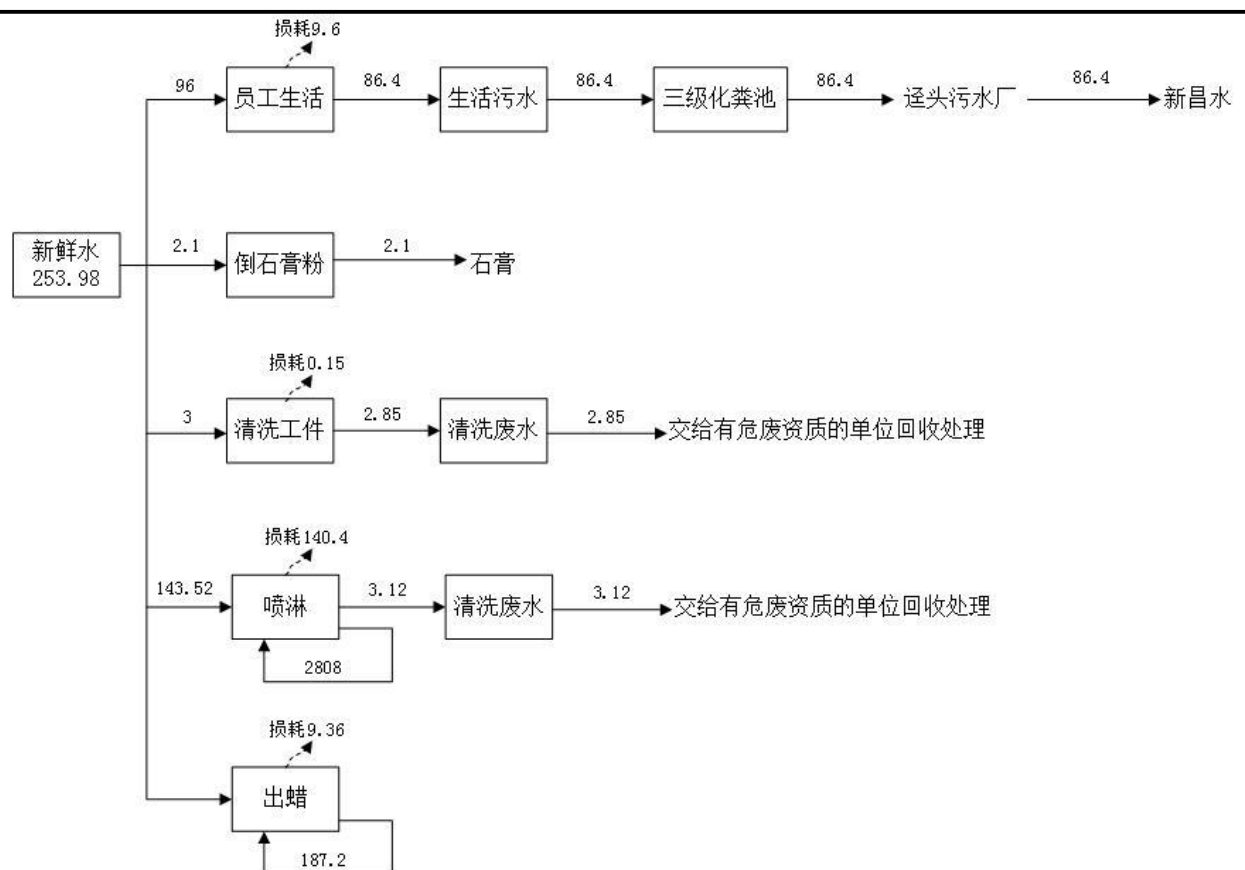 损耗9.6
96
员工生活
86.4
生活污水
86.4
三级化粪池
86.4
迳头污水厂
86.4
新昌水
新鲜水
253.98
2.1
倒石膏粉
2.1
石膏
损耗0.15
3
清洗工件
2.85
清洗废水
2.85
交给有危废资质的单位回收处理
损耗140.4
143.52
喷淋
3.12
清洗废水
3.12
交给有危废资质的单位回收处理
2808
损耗9.36
出蜡
187.2